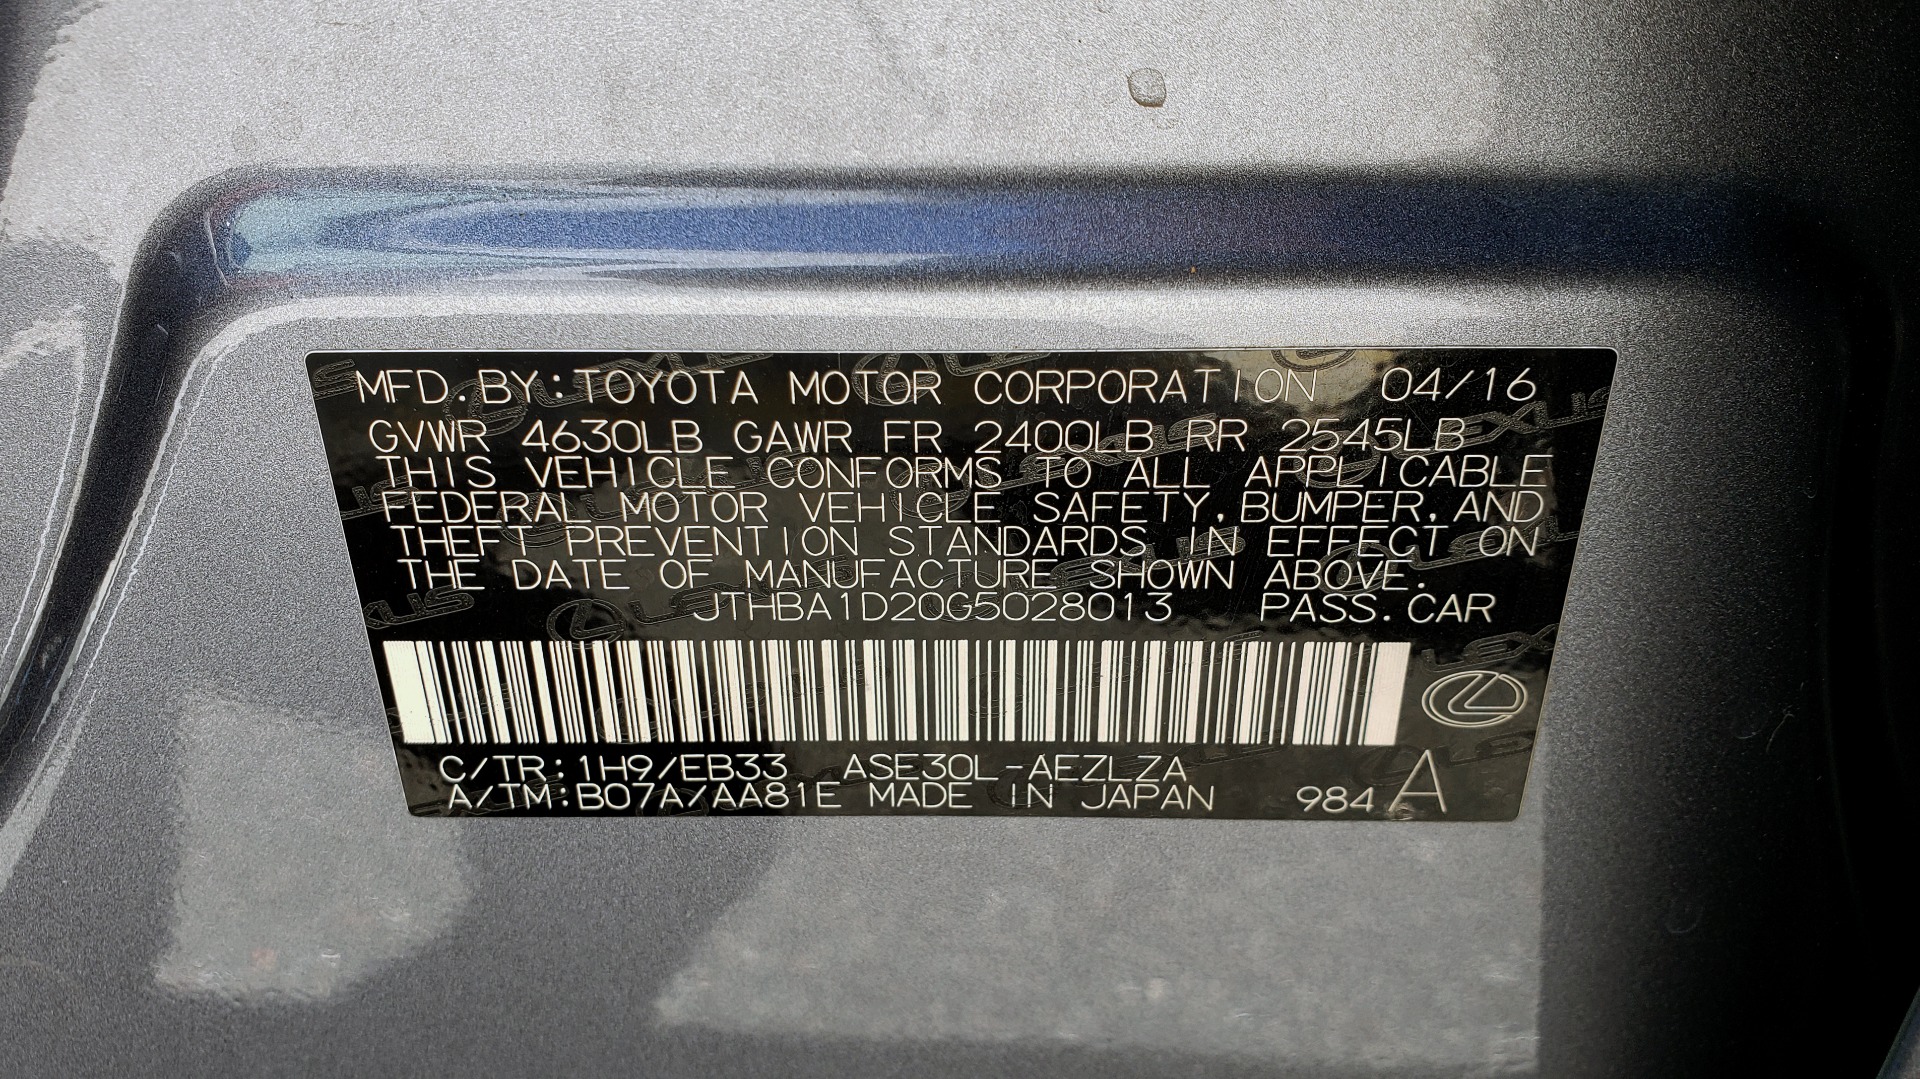 MFD.BY:TOYOTA MOTOR CORPORATION 04/16
GVWR 4630LB GAWR FR 2400LB RR 2545LB
THIS VEHICLE CONFORMS TO ALL APPLICABLE
FEDERAL MOTOR VEHICLE SAFETY, BUMPER, AND
THEFT PREVENTION STANDARDS IN EFFECT ON
THE DATE OF MANUFACTURE SHOWN ABOVE.
JTHBA1D20G5028013 PASS.CAR
C/TR:1H9/EB33 ASE30L-AEZLZA
A/TM:B07A/AA81E MADE IN JAPAN 984 A